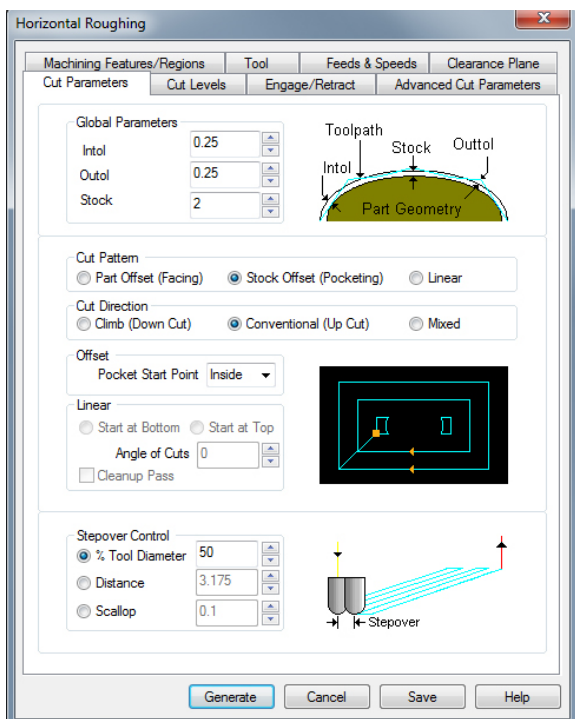 Horizontal Roughing
Machining Features/Regions Tool Feeds & Speeds Clearance Plane
Cut Parameters Cut Levels Engage/Retract Advanced Cut Parameters
Global Parameters
Intol 0.25
Outol 0.25
Stock 2
Toolpath
Stock Outtol
Intol
Part Geometry
Cut Pattern
Part Offset (Facing) Stock Offset (Pocketing) Linear
Cut Direction
Climb (Down Cut) Conventional (Up Cut) Mixed
Offset
Pocket Start Point Inside
Linear
Start at Bottom Start at Top
Angle of Cuts 0
Cleanup Pass
Stepover Control
% Tool Diameter 50
Distance 3.175
Scallop 0.1
Stepover
Generate Cancel Save Help